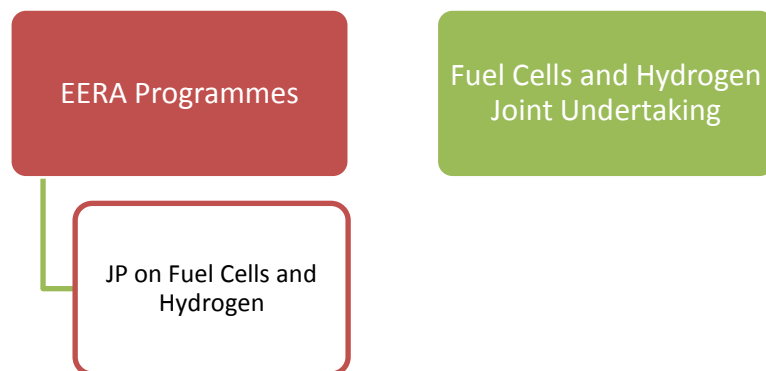 EERA Programmes
Fuel Cells and Hydrogen
Joint Undertaking
JP on Fuel Cells and
Hydrogen